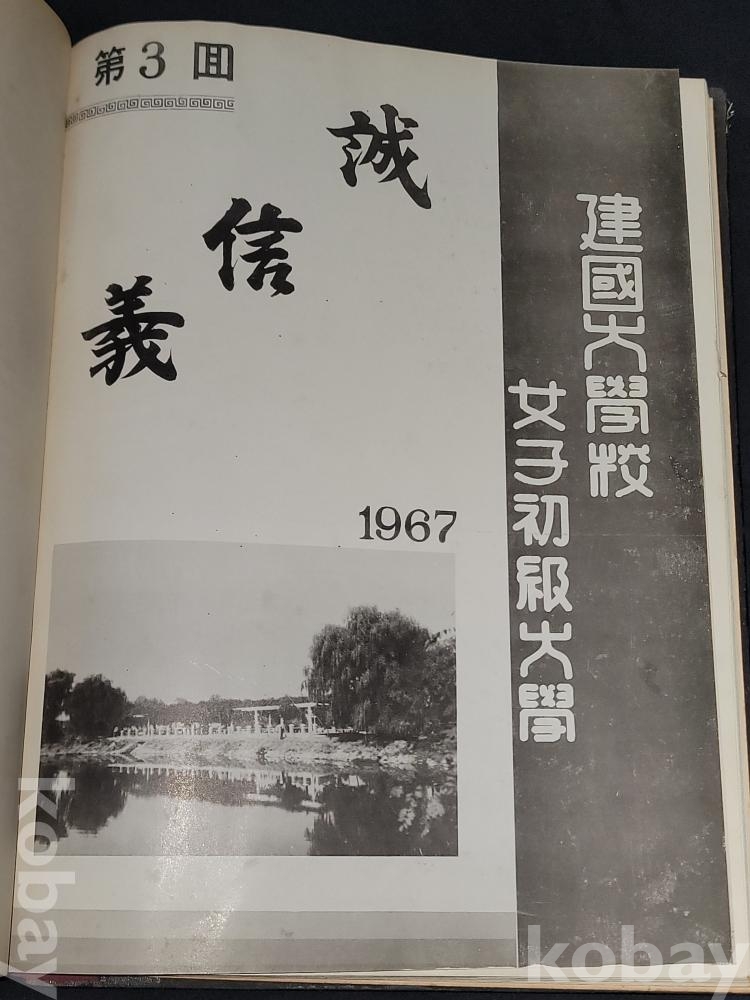 第3回
誠
信
義
建國大學校
女子初級大學
1967
kobay
kobay